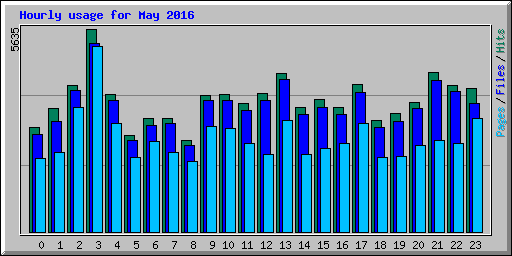 Hourly usage for May 2016
5635
Pages / Files / Hits
0 1 2 3 4 5 6 7 8 9 10 11 12 13 14 15 16 17 18 19 20 21 22 23